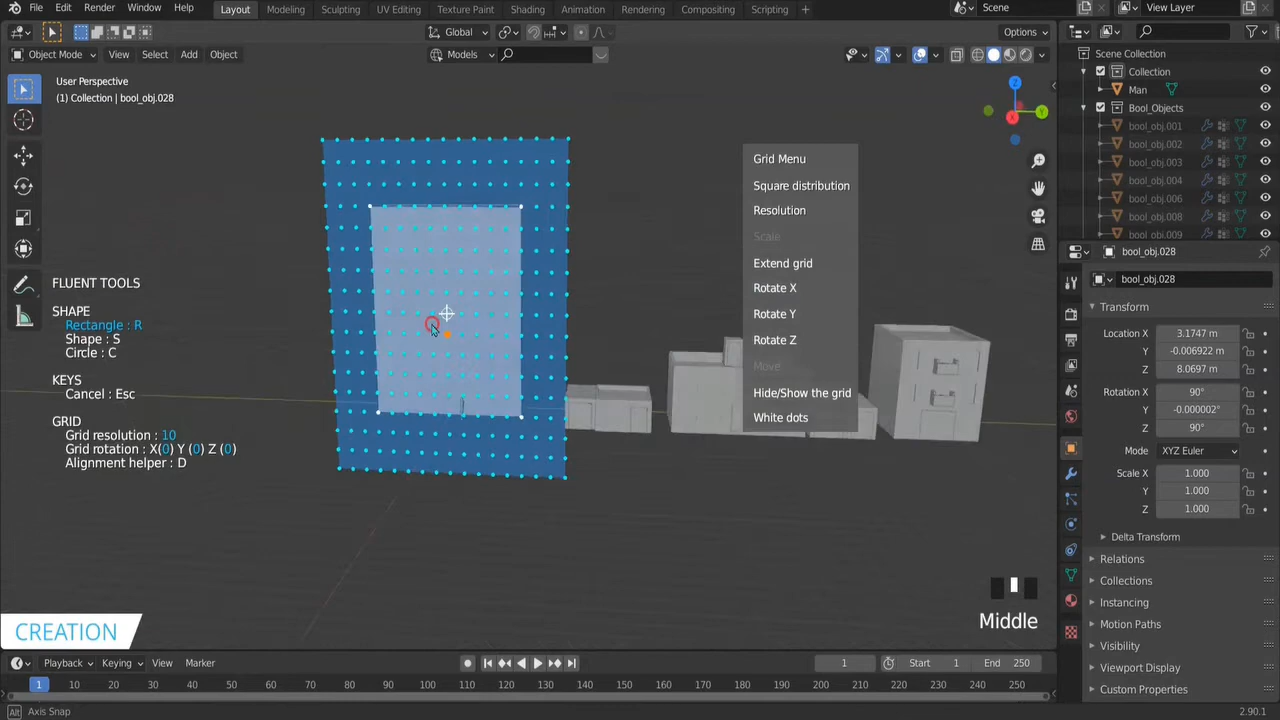 File Edit Render Window Help Layout Modeling Sculpting UV Editing Texture Paint Shading Animation Rendering Compositing Scripting + Scene View Layer
Global Options
Object Mode View Select Add Object Models
User Perspective
(1) Collection | bool_obj.028
Scene Collection
Collection
Man
Bool_Objects
bool_obj.001
bool_obj.002
bool_obj.003
bool_obj.004
bool_obj.006
bool_obj.008
bool_obj.009
Grid Menu
Square distribution
Resolution
Scale
Extend grid
Rotate X
Rotate Y
Rotate Z
Move
Hide/Show the grid
White dots
FLUENT TOOLS
SHAPE
Rectangle : R
Shape : S
Circle : C
KEYS
Cancel : Esc
GRID
Grid resolution : 10
Grid rotation : X(0) Y (0) Z (0)
Alignment helper : D
bool_obj.028
bool_obj.028
Transform
Location X 3.1747 m
Y -0.006922 m
Z 8.0697 m
Rotation X 90°
Y -0.000002°
Z 90°
Mode XYZ Euler
Scale X 1.000
Y 1.000
Z 1.000
Delta Transform
Relations
Collections
Instancing
Motion Paths
Visibility
Viewport Display
Custom Properties
Middle
CREATION
Playback Keying View Marker 1 Start 1 End 250
1 10 20 30 40 50 60 70 80 90 100 110 120 130 140 150 160 170 180 190 200 210 220 230 240 250
Alt Axis Snap 2.90.1